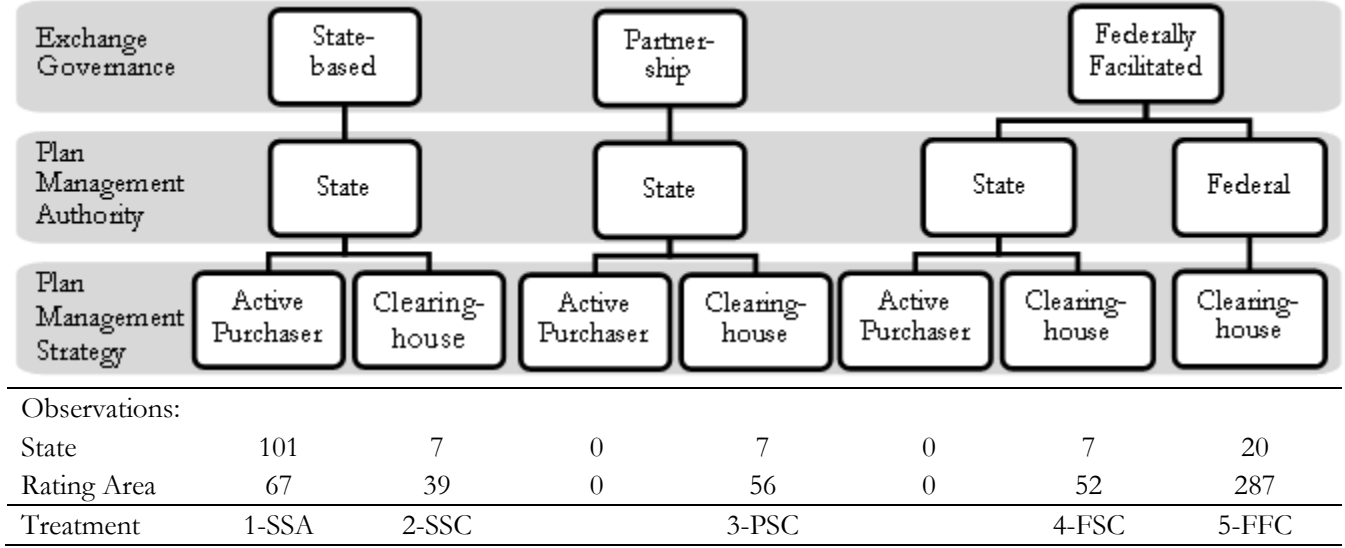 Exchange
Governance
State-
based
Partner-
ship
Federally
Facilitated
Plan
Management
Authority
State
State
State
Federal
Plan
Management
Strategy
Active
Purchaser
Clearing-
house
Active
Purchaser
Clearing-
house
Active
Purchaser
Clearing-
house
Clearing-
house
Observations:
State 101 7 0 7 0 7 20
Rating Area 67 39 0 56 0 52 287
Treatment 1-SSA 2-SSC 3-PSC 4-FSC 5-FFC